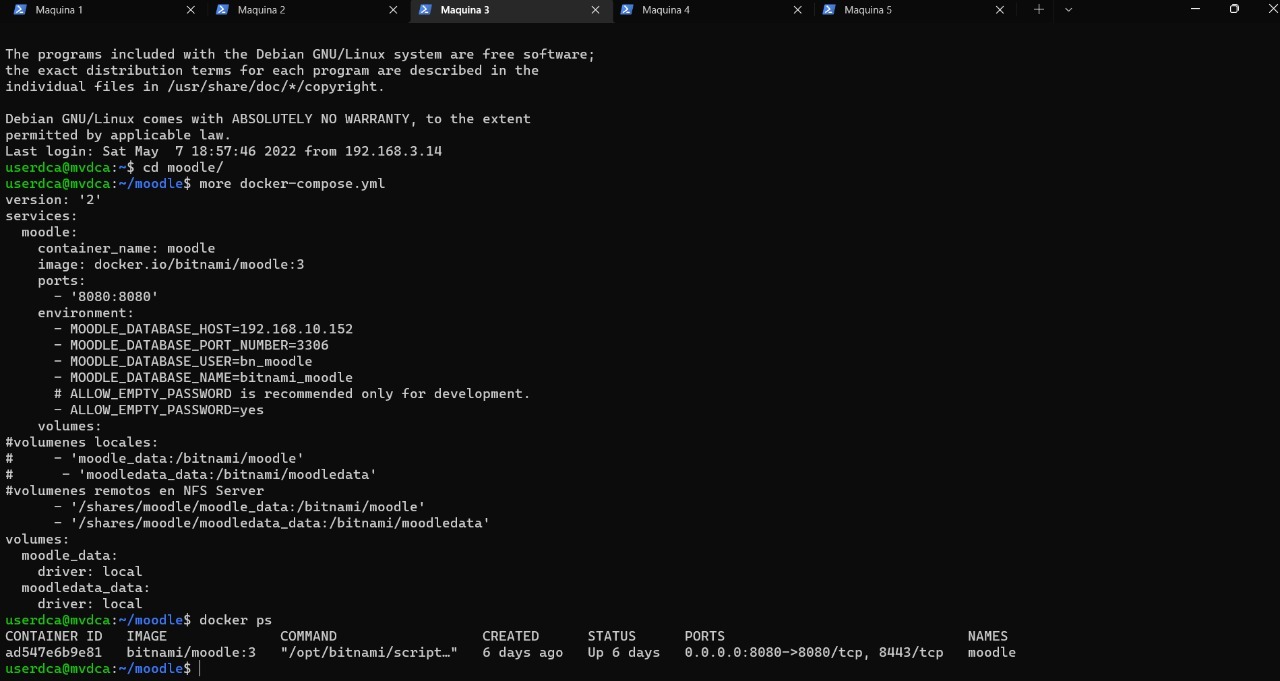 Maquina 1 Maquina 2 Maquina 3 Maquina 4 Maquina 5
The programs included with the Debian GNU/Linux system are free software;
the exact distribution terms for each program are described in the
individual files in /usr/share/doc/*/copyright.
Debian GNU/Linux comes with ABSOLUTELY NO WARRANTY, to the extent
permitted by applicable law.
Last login: Sat May  7 18:57:46 2022 from 192.168.3.14
userdca@mvdca:~$ cd moodle/
userdca@mvdca:~/moodle$ more docker-compose.yml
version: '2'
services:
  moodle:
    container_name: moodle
    image: docker.io/bitnami/moodle:3
    ports:
      - '8080:8080'
    environment:
      - MOODLE_DATABASE_HOST=192.168.10.152
      - MOODLE_DATABASE_PORT_NUMBER=3306
      - MOODLE_DATABASE_USER=bn_moodle
      - MOODLE_DATABASE_NAME=bitnami_moodle
      # ALLOW_EMPTY_PASSWORD is recommended only for development.
      - ALLOW_EMPTY_PASSWORD=yes
    volumes:
#volumenes locales:
#     - 'moodle_data:/bitnami/moodle'
#      - 'moodledata_data:/bitnami/moodledata'
#volumenes remotos en NFS Server
      - '/shares/moodle/moodle_data:/bitnami/moodle'
      - '/shares/moodle/moodledata_data:/bitnami/moodledata'
volumes:
  moodle_data:
    driver: local
  moodledata_data:
    driver: local
userdca@mvdca:~/moodle$ docker ps
CONTAINER ID   IMAGE              COMMAND                  CREATED      STATUS      PORTS                              NAMES
ad547e6b9e81   bitnami/moodle:3   "/opt/bitnami/script…"   6 days ago   Up 6 days   0.0.0.0:8080->8080/tcp, 8443/tcp   moodle
userdca@mvdca:~/moodle$